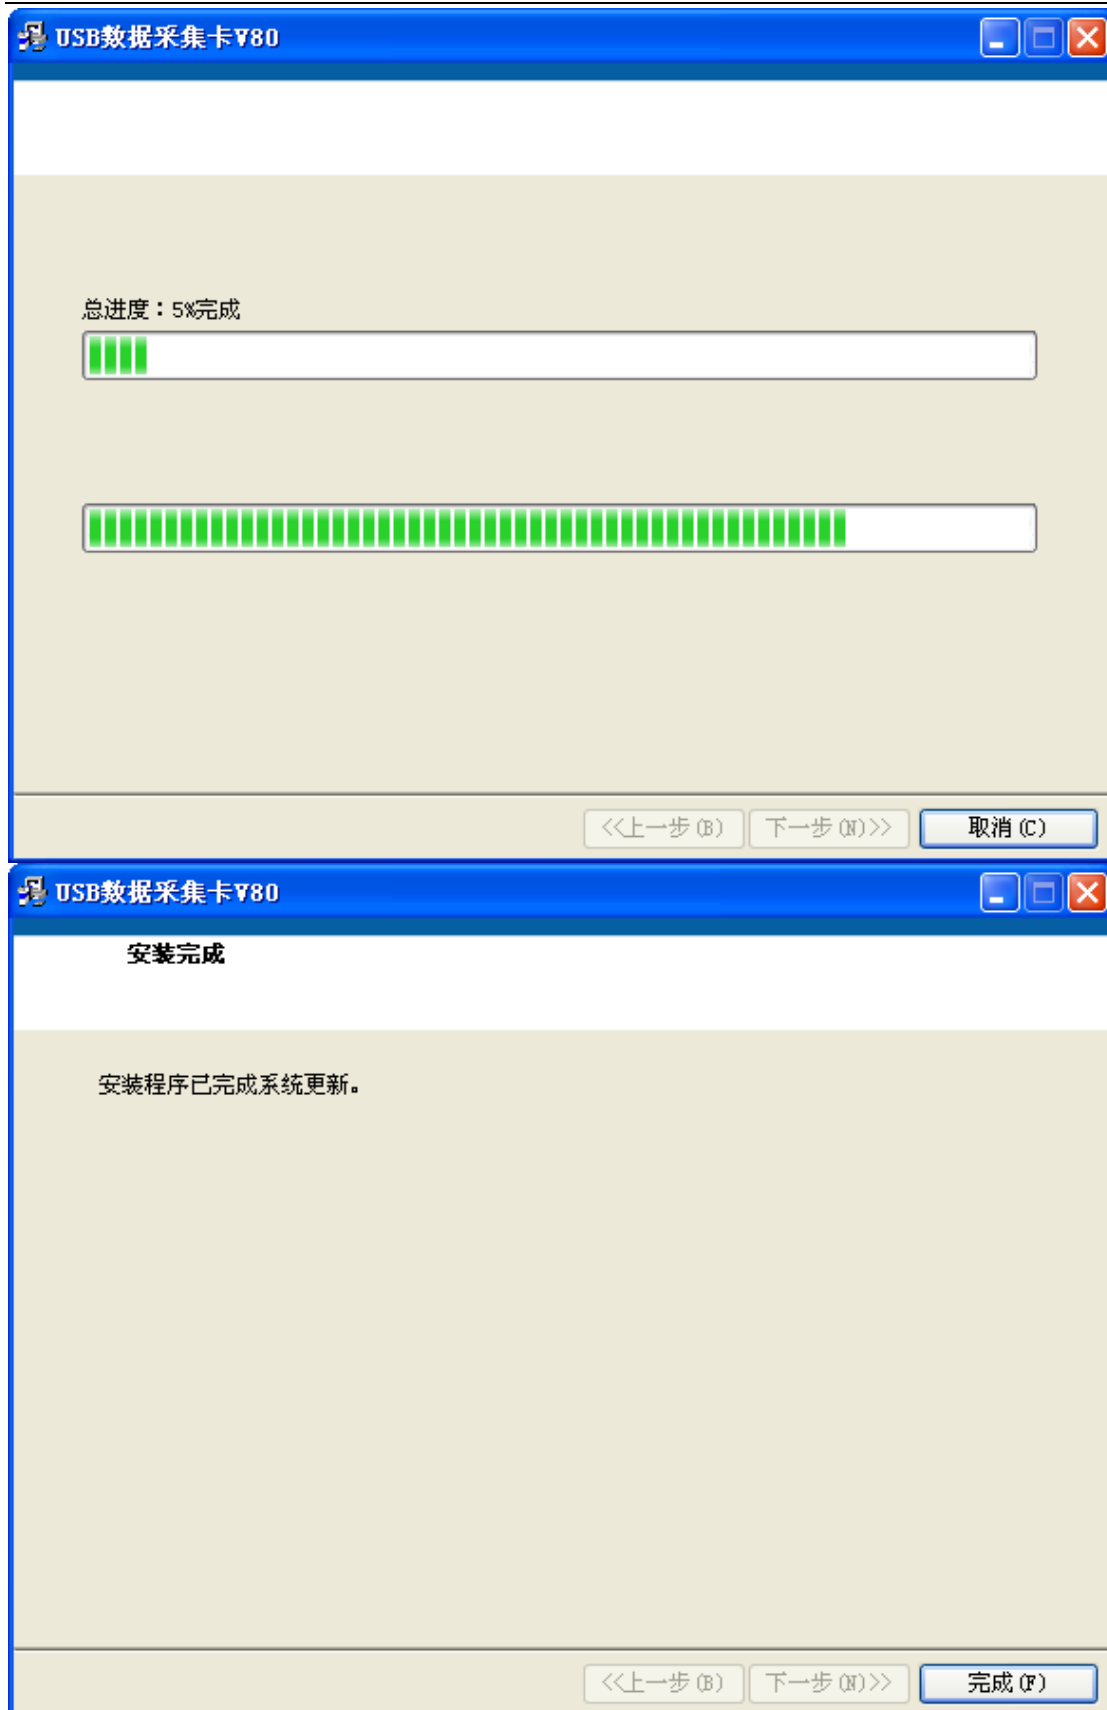 USB数据采集卡V80
总进度：5%完成
<<上一步(B) 下一步(N)>> 取消(C)
USB数据采集卡V80
安装完成
安装程序已完成系统更新。
<<上一步(B) 下一步(N)>> 完成(F)